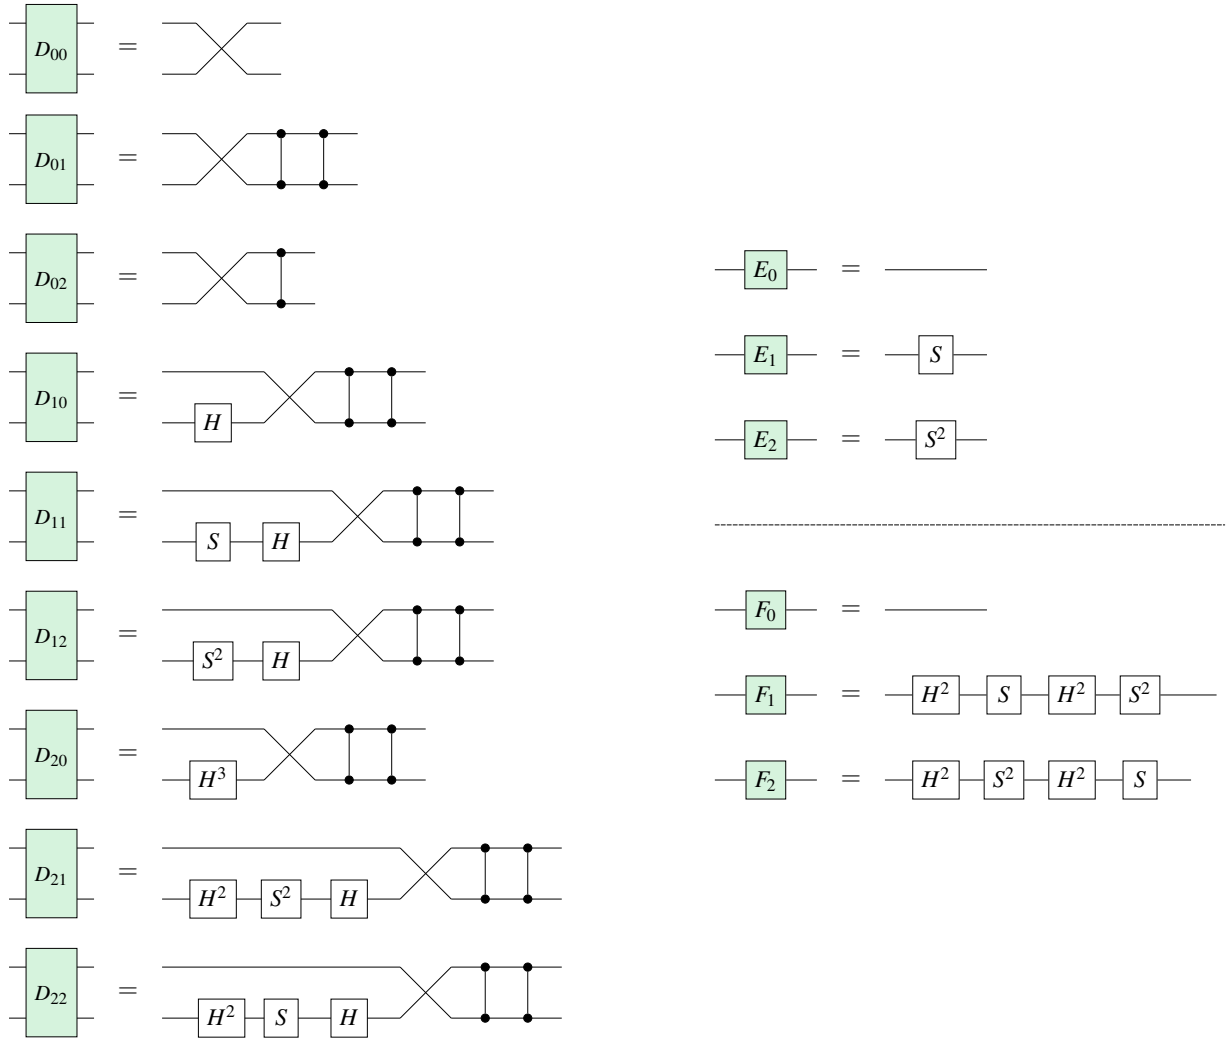 D₀₀ =
D₀₁ =
D₀₂ =
D₁₀ = H
D₁₁ = S H
D₁₂ = S² H
D₂₀ = H³
D₂₁ = H² S² H
D₂₂ = H² S H
E₀ =
E₁ = S
E₂ = S²
F₀ =
F₁ = H² S H² S²
F₂ = H² S² H² S